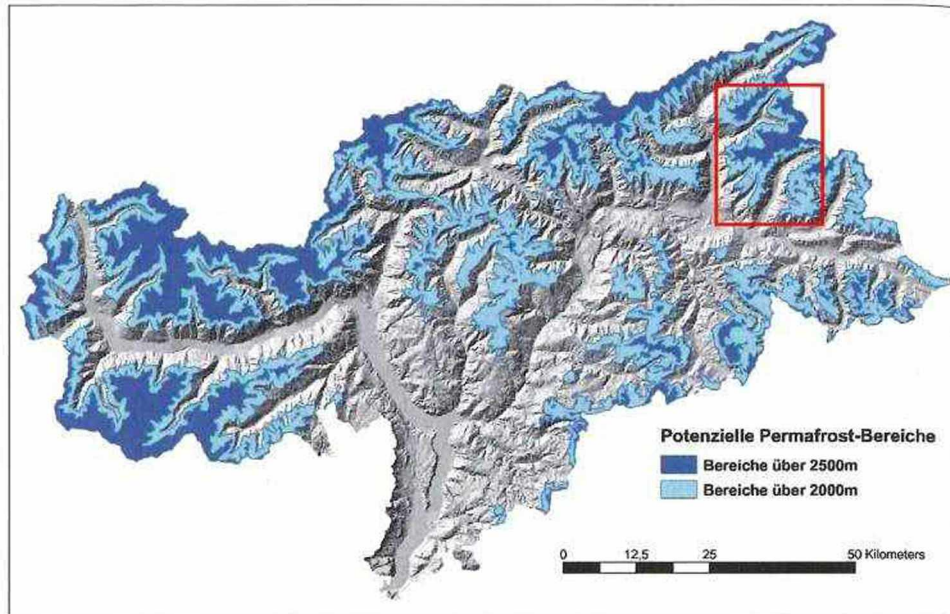 Potenzielle Permafrost-Bereiche
Bereiche über 2500m
Bereiche über 2000m
0 12,5 25 50 Kilometers